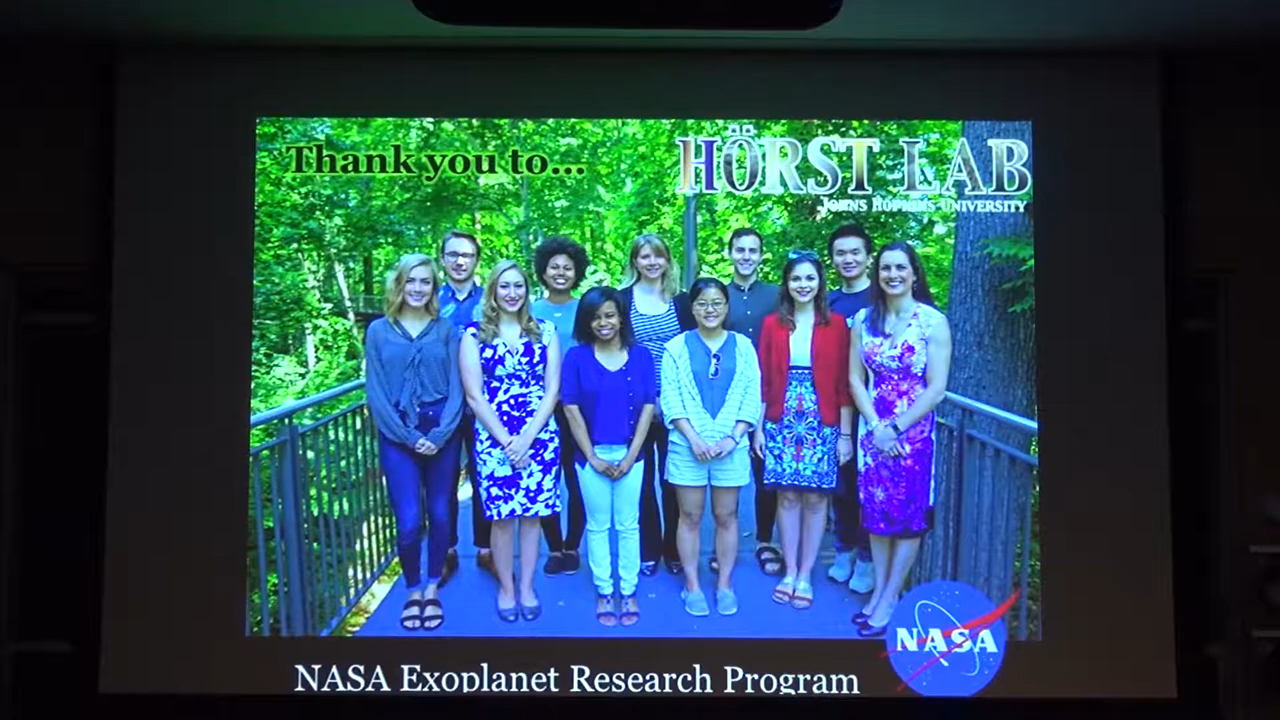 Thank you to...
HÖRST LAB
JOHNS HOPKINS UNIVERSITY
NASA
NASA Exoplanet Research Program